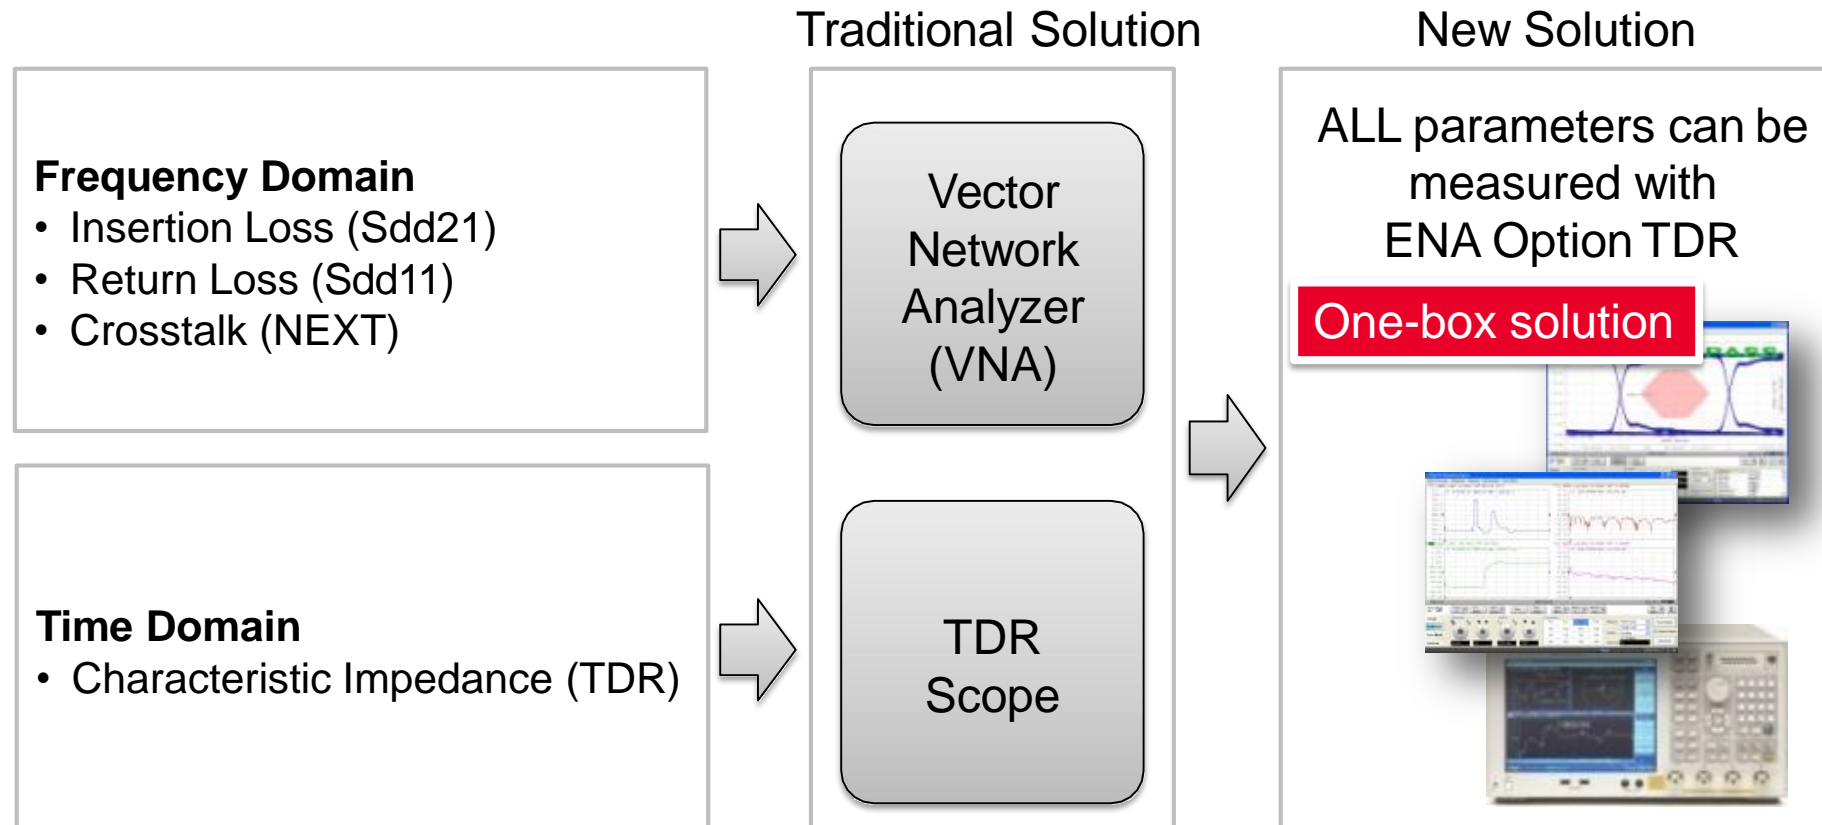 Traditional Solution
New Solution
Frequency Domain
• Insertion Loss (Sdd21)
• Return Loss (Sdd11)
• Crosstalk (NEXT)
Time Domain
• Characteristic Impedance (TDR)
Vector
Network
Analyzer
(VNA)
TDR
Scope
ALL parameters can be
measured with
ENA Option TDR
One-box solution